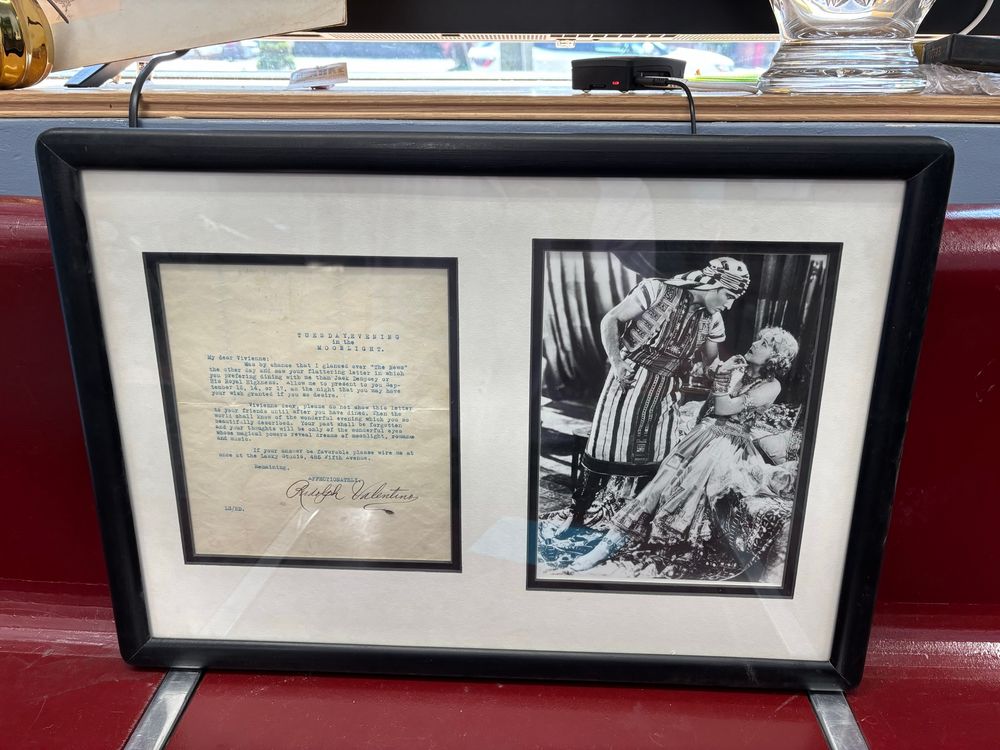 TUESDAY, EVENING
in the
MOONLIGHT.
My dear Vivienne:
Was by chance that I glanced over "The News"
the other day and saw your flattering letter in which
you prefering dining with me than Jack Dempsey or
His Royal Highness. Allow me to present to you Sep-
tember 15, 16, or 17, as the night that you may have
your wish granted if you so desire.
Vivienne dear, please do not show this letter
to your friends until after you have dined. Then the
world shall know of the wonderful evening which you so
beautifully described. Your past shall be forgotten
and your thoughts will be only of the wonderful eyes
whose magical powers reveal dreams of moonlight, romance
and music.
If your answer be favorable please wire me at
once at the Lasky Studio, 485 Fifth Avenue.
Remaining,
AFFECTIONATELY,
Rudolph Valentino